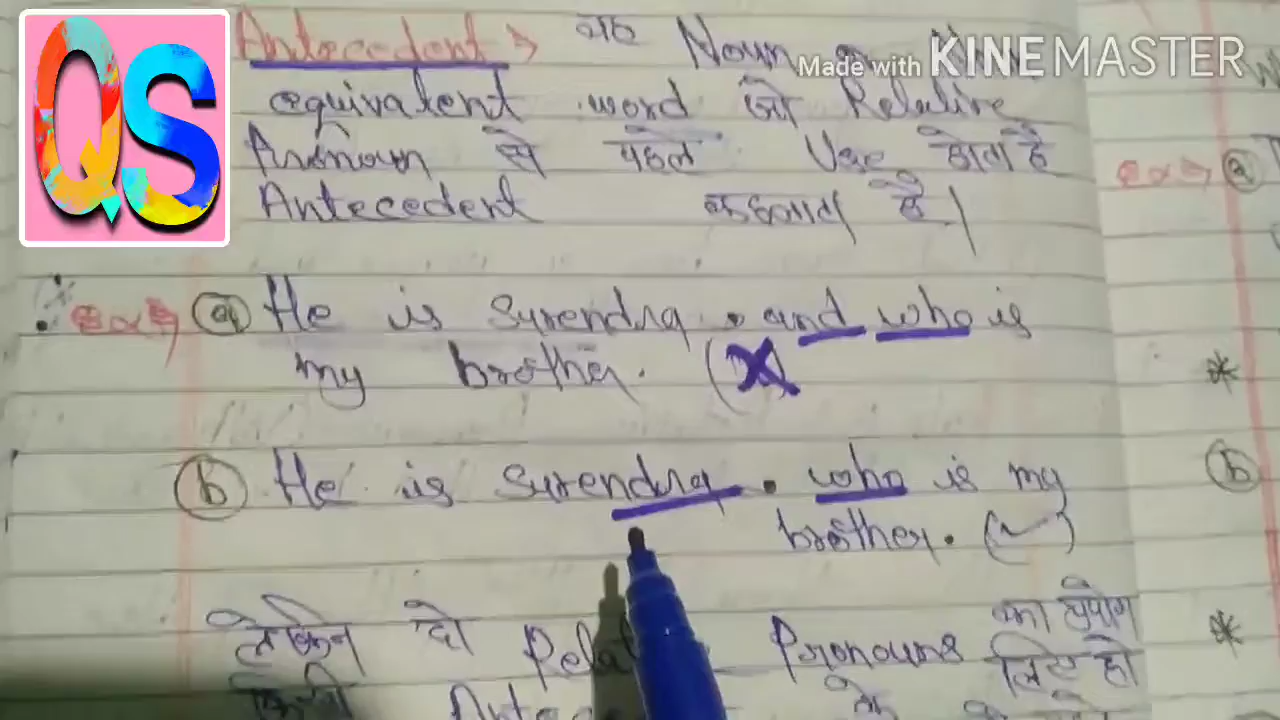 QS
Made with KINEMASTER
Antecedent → वह Noun
equivalent word जो Relative
Pronoun से पहले Use होता है
Antecedent कहलाता है।
Ex → (a) He is Surendra. and who is
my brother. (X)
(b) He is Surendra. who is my
brother. (✓)
लेकिन दो Pronouns का प्रयोग
किसी लिए हो
Ex → (a)
*
(b)
*